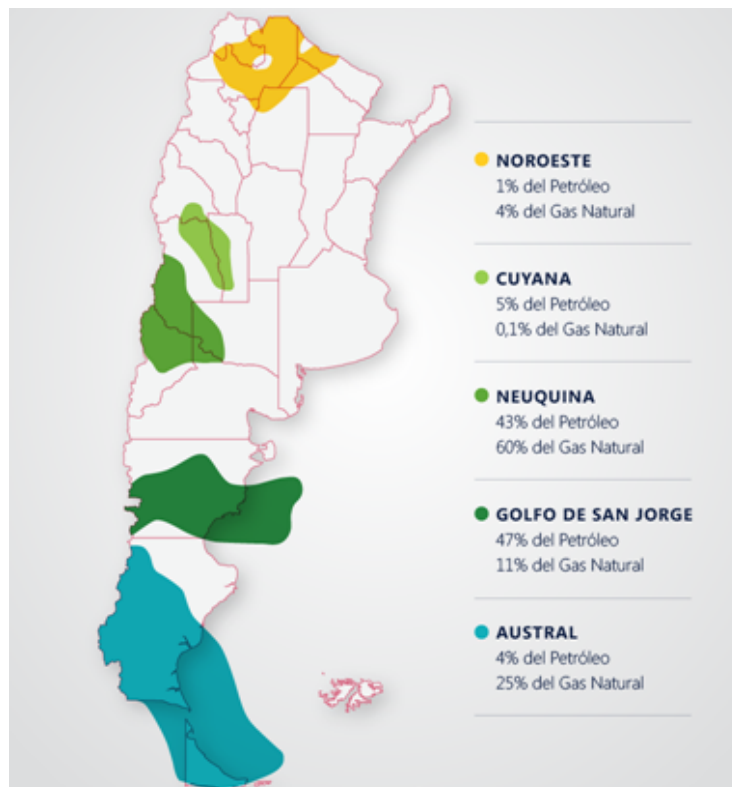 NOROESTE
1% del Petróleo
4% del Gas Natural
CUYANA
5% del Petróleo
0,1% del Gas Natural
NEUQUINA
43% del Petróleo
60% del Gas Natural
GOLFO DE SAN JORGE
47% del Petróleo
11% del Gas Natural
AUSTRAL
4% del Petróleo
25% del Gas Natural